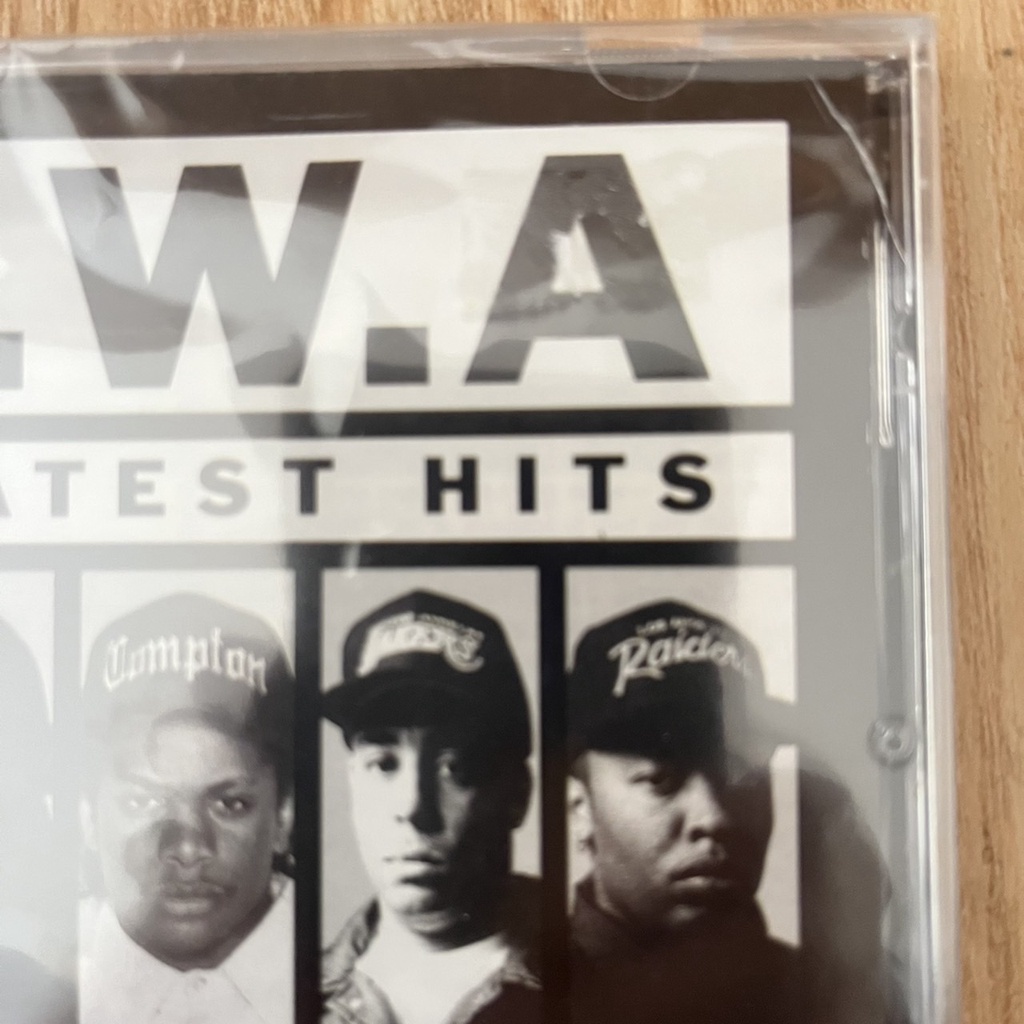 .W.A
ATEST HITS
Compton
Raiders